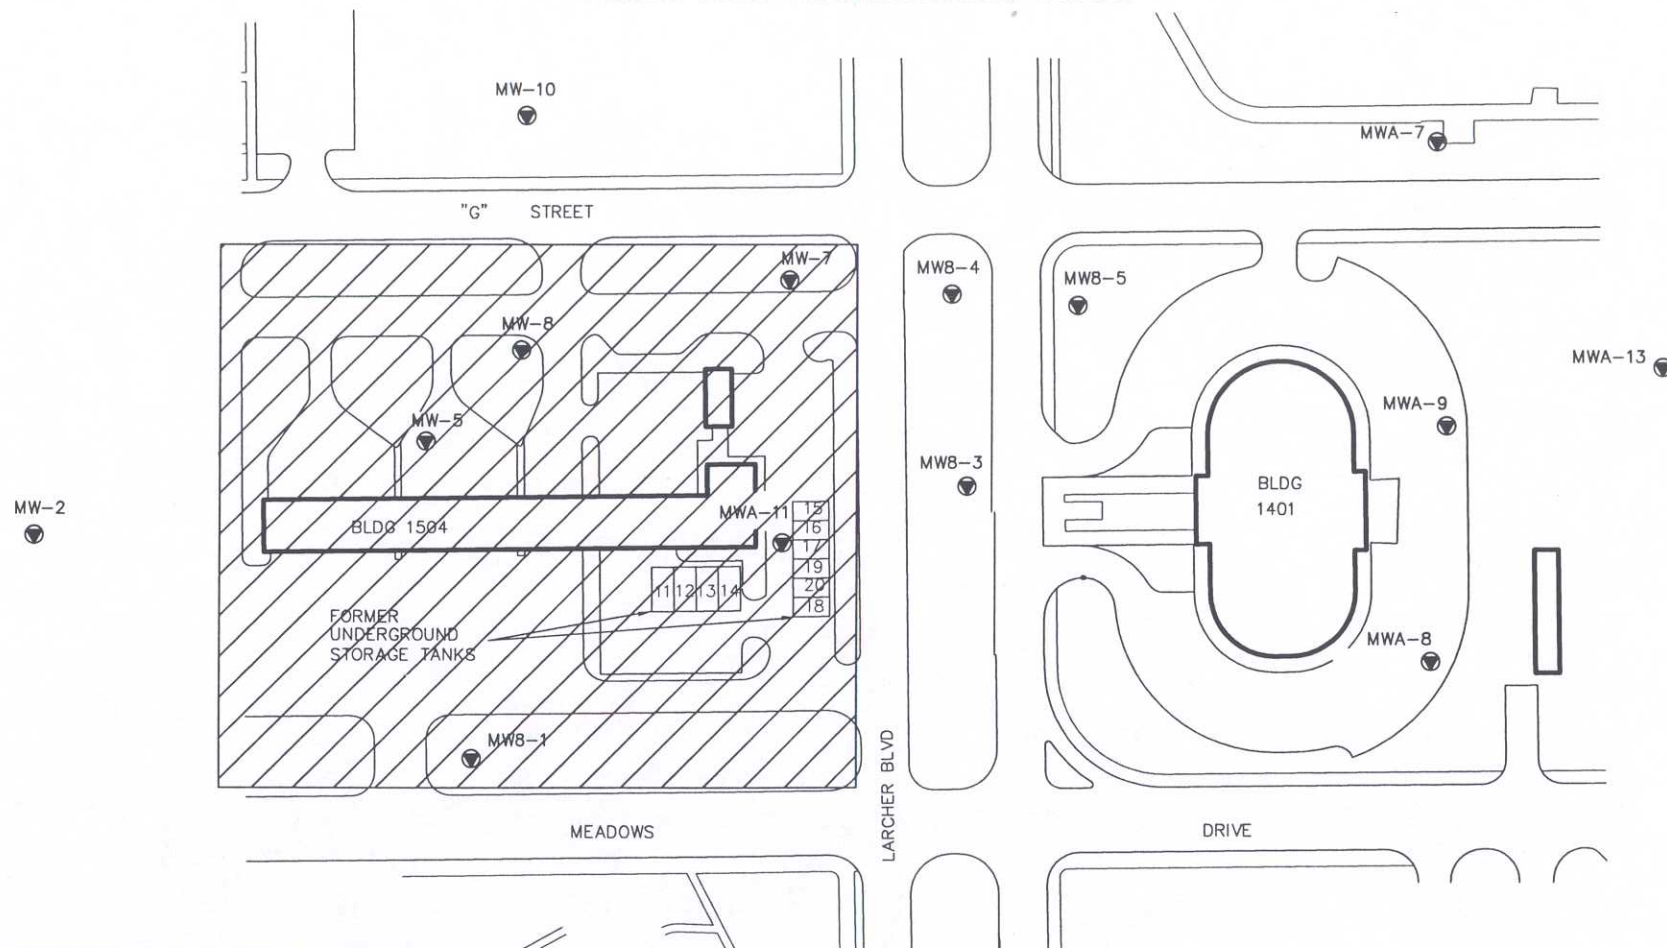 MW-10
MWA-7
"G" STREET
MW-7
MW8-4
MW8-5
MW-8
MWA-13
MWA-9
MW-5
MW8-3
BLDG
1401
MW-2
BLDG 1504
MWA-11
15
16
17
19
20
18
11 12 13 14
FORMER
UNDERGROUND
STORAGE TANKS
MWA-8
MW8-1
LARCHER BLVD
MEADOWS
DRIVE